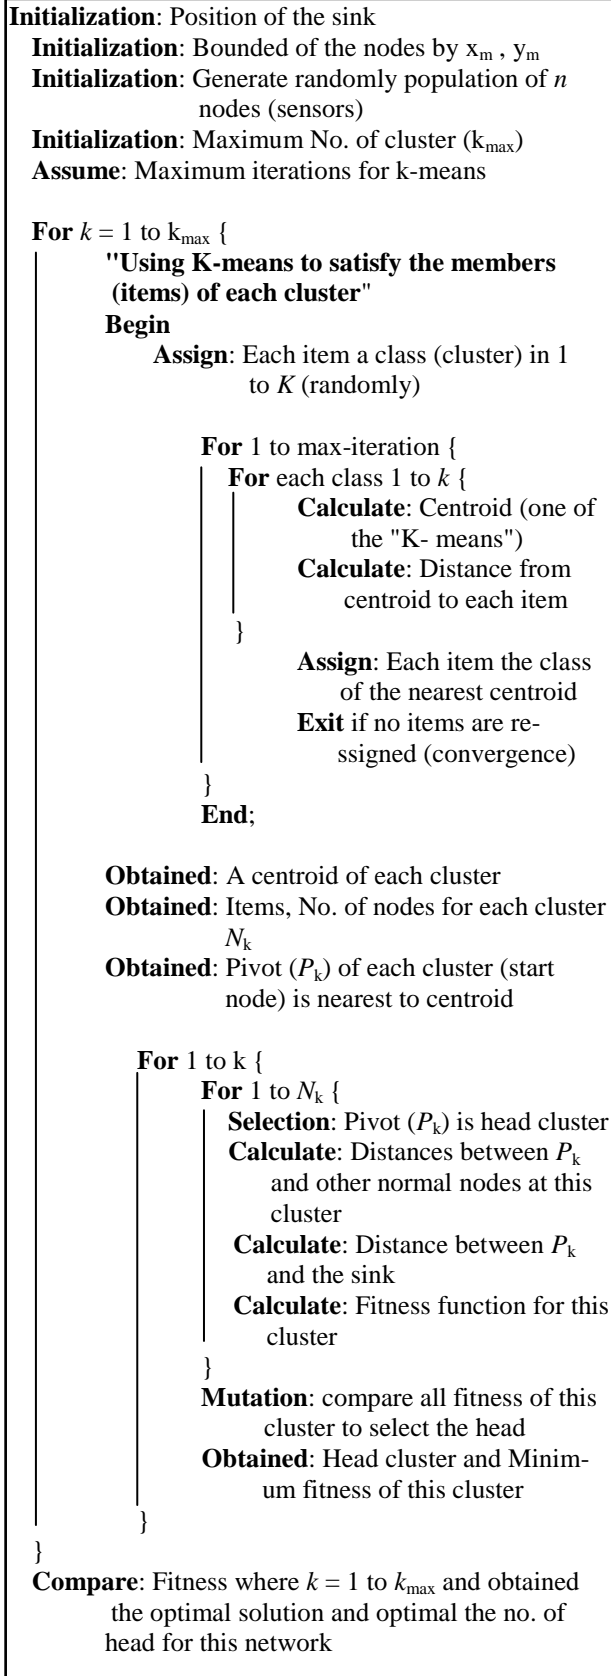 Initialization: Position of the sink
Initialization: Bounded of the nodes by xm , ym
Initialization: Generate randomly population of n
nodes (sensors)
Initialization: Maximum No. of cluster (kmax)
Assume: Maximum iterations for k-means
For k = 1 to kmax {
"Using K-means to satisfy the members
(items) of each cluster"
Begin
Assign: Each item a class (cluster) in 1
to K (randomly)
For 1 to max-iteration {
For each class 1 to k {
Calculate: Centroid (one of
the "K- means")
Calculate: Distance from
centroid to each item
}
Assign: Each item the class
of the nearest centroid
Exit if no items are re-
ssigned (convergence)
}
End;
Obtained: A centroid of each cluster
Obtained: Items, No. of nodes for each cluster
Nk
Obtained: Pivot (Pk) of each cluster (start
node) is nearest to centroid
For 1 to k {
For 1 to Nk {
Selection: Pivot (Pk) is head cluster
Calculate: Distances between Pk
and other normal nodes at this
cluster
Calculate: Distance between Pk
and the sink
Calculate: Fitness function for this
cluster
}
Mutation: compare all fitness of this
cluster to select the head
Obtained: Head cluster and Minim-
um fitness of this cluster
}
}
Compare: Fitness where k = 1 to kmax and obtained
the optimal solution and optimal the no. of
head for this network